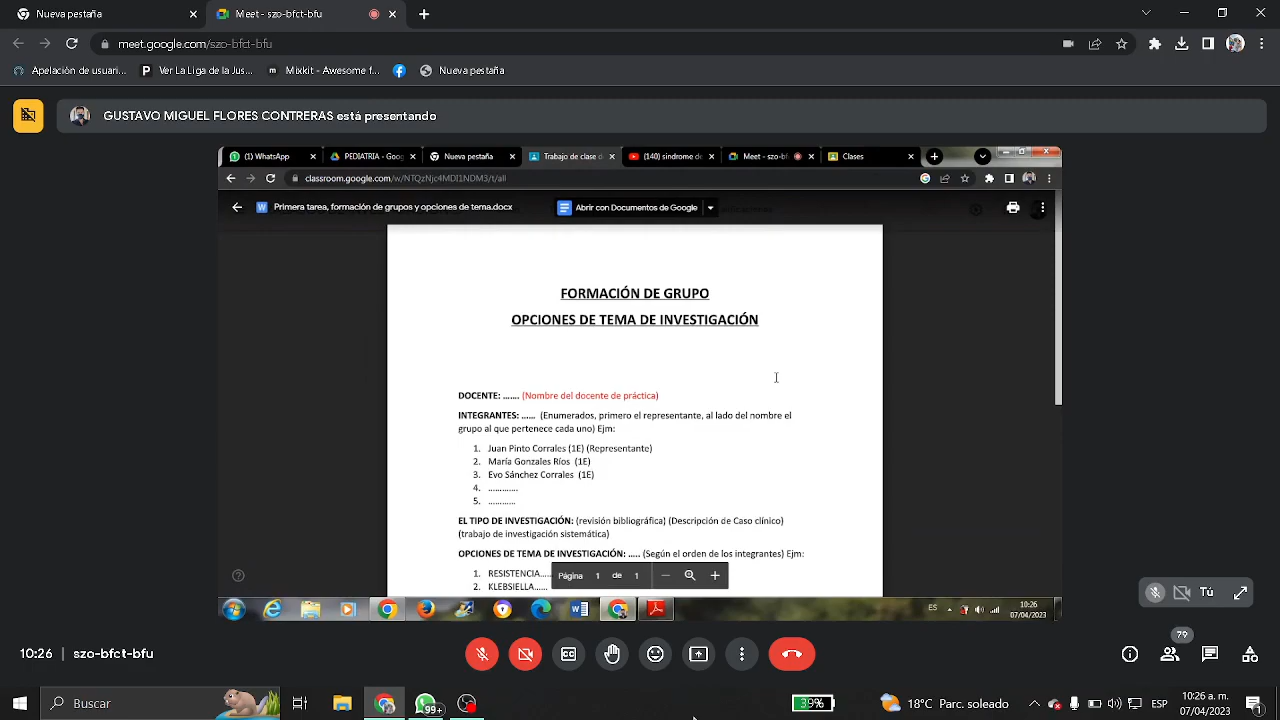 Nueva pestaña
Meet - szo-bfct-bfu
meet.google.com/szo-bfct-bfu
Apelación de disal...
Ver la pelea de la jus...
Mixkit - Awesome f...
Nueva pestaña
GUSTAVO MIGUEL FLORES CONTRERAS está presentando
(1) WhatsApp
PEDIATRIA - Goog
Nueva pestaña
Trabajo de clase d
(140) síndrome de
Meet - szo-bf
Clases
classroom.google.com/w/NTQzNjc4MDI1NDM3/t/all
Primera tarea, formación de grupos y opciones de tema.docx
Abrir con Documentos de Google
FORMACIÓN DE GRUPO
OPCIONES DE TEMA DE INVESTIGACIÓN
DOCENTE: ....... (Nombre del docente de práctica)
INTEGRANTES: ...... (Enumerados, primero el representante, al lado del nombre el
grupo al que pertenece cada uno) Ejm:
1. Juan Pinto Corrales (1E) (Representante)
2. María Gonzales Ríos (1E)
3. Evo Sánchez Corrales (1E)
4. .............
5. ............
EL TIPO DE INVESTIGACIÓN: (revisión bibliográfica) (Descripción de Caso clínico)
(trabajo de investigación sistemática)
OPCIONES DE TEMA DE INVESTIGACIÓN: ..... (Según el orden de los integrantes) Ejm:
1. RESISTENCIA.....
2. KLEBSIELLA......
Página 1 de 1
ES
10:26
07/04/2023
Tú
10:26 | szo-bfct-bfu
79
Buscar
99+
39%
18°C Parc. soleado
ESP
10:26 a. m.
07/04/2023
1